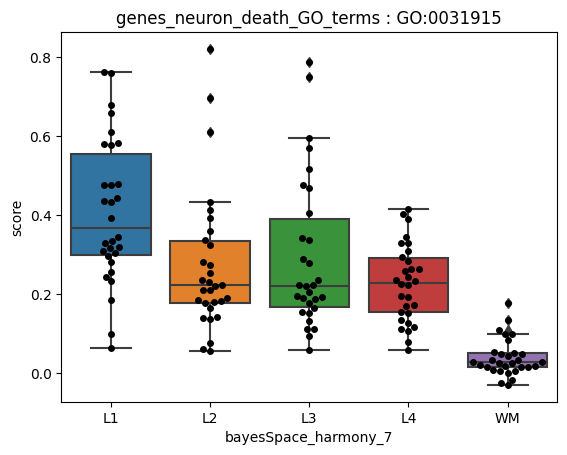 genes_neuron_death_GO_terms : GO:0031915
score
0.8
0.6
0.4
0.2
0.0
L1 L2 L3 L4 WM
bayesSpace_harmony_7